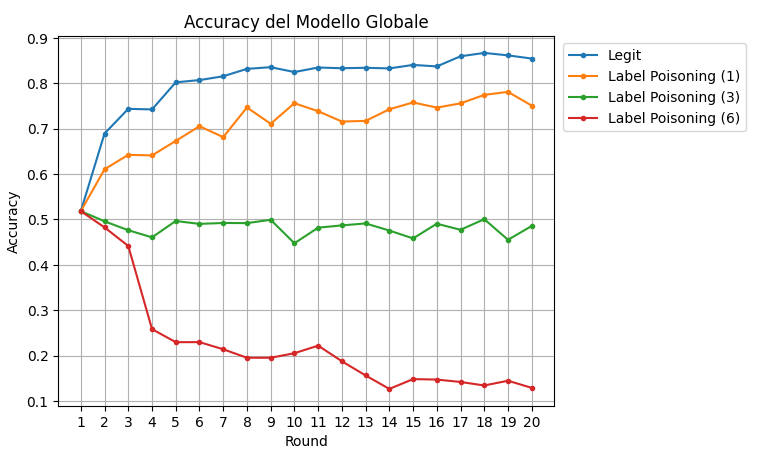 Accuracy del Modello Globale
0.9
0.8
0.7
0.6
0.5
0.4
0.3
0.2
0.1
Accuracy
1 2 3 4 5 6 7 8 9 10 11 12 13 14 15 16 17 18 19 20
Round
Legit
Label Poisoning (1)
Label Poisoning (3)
Label Poisoning (6)